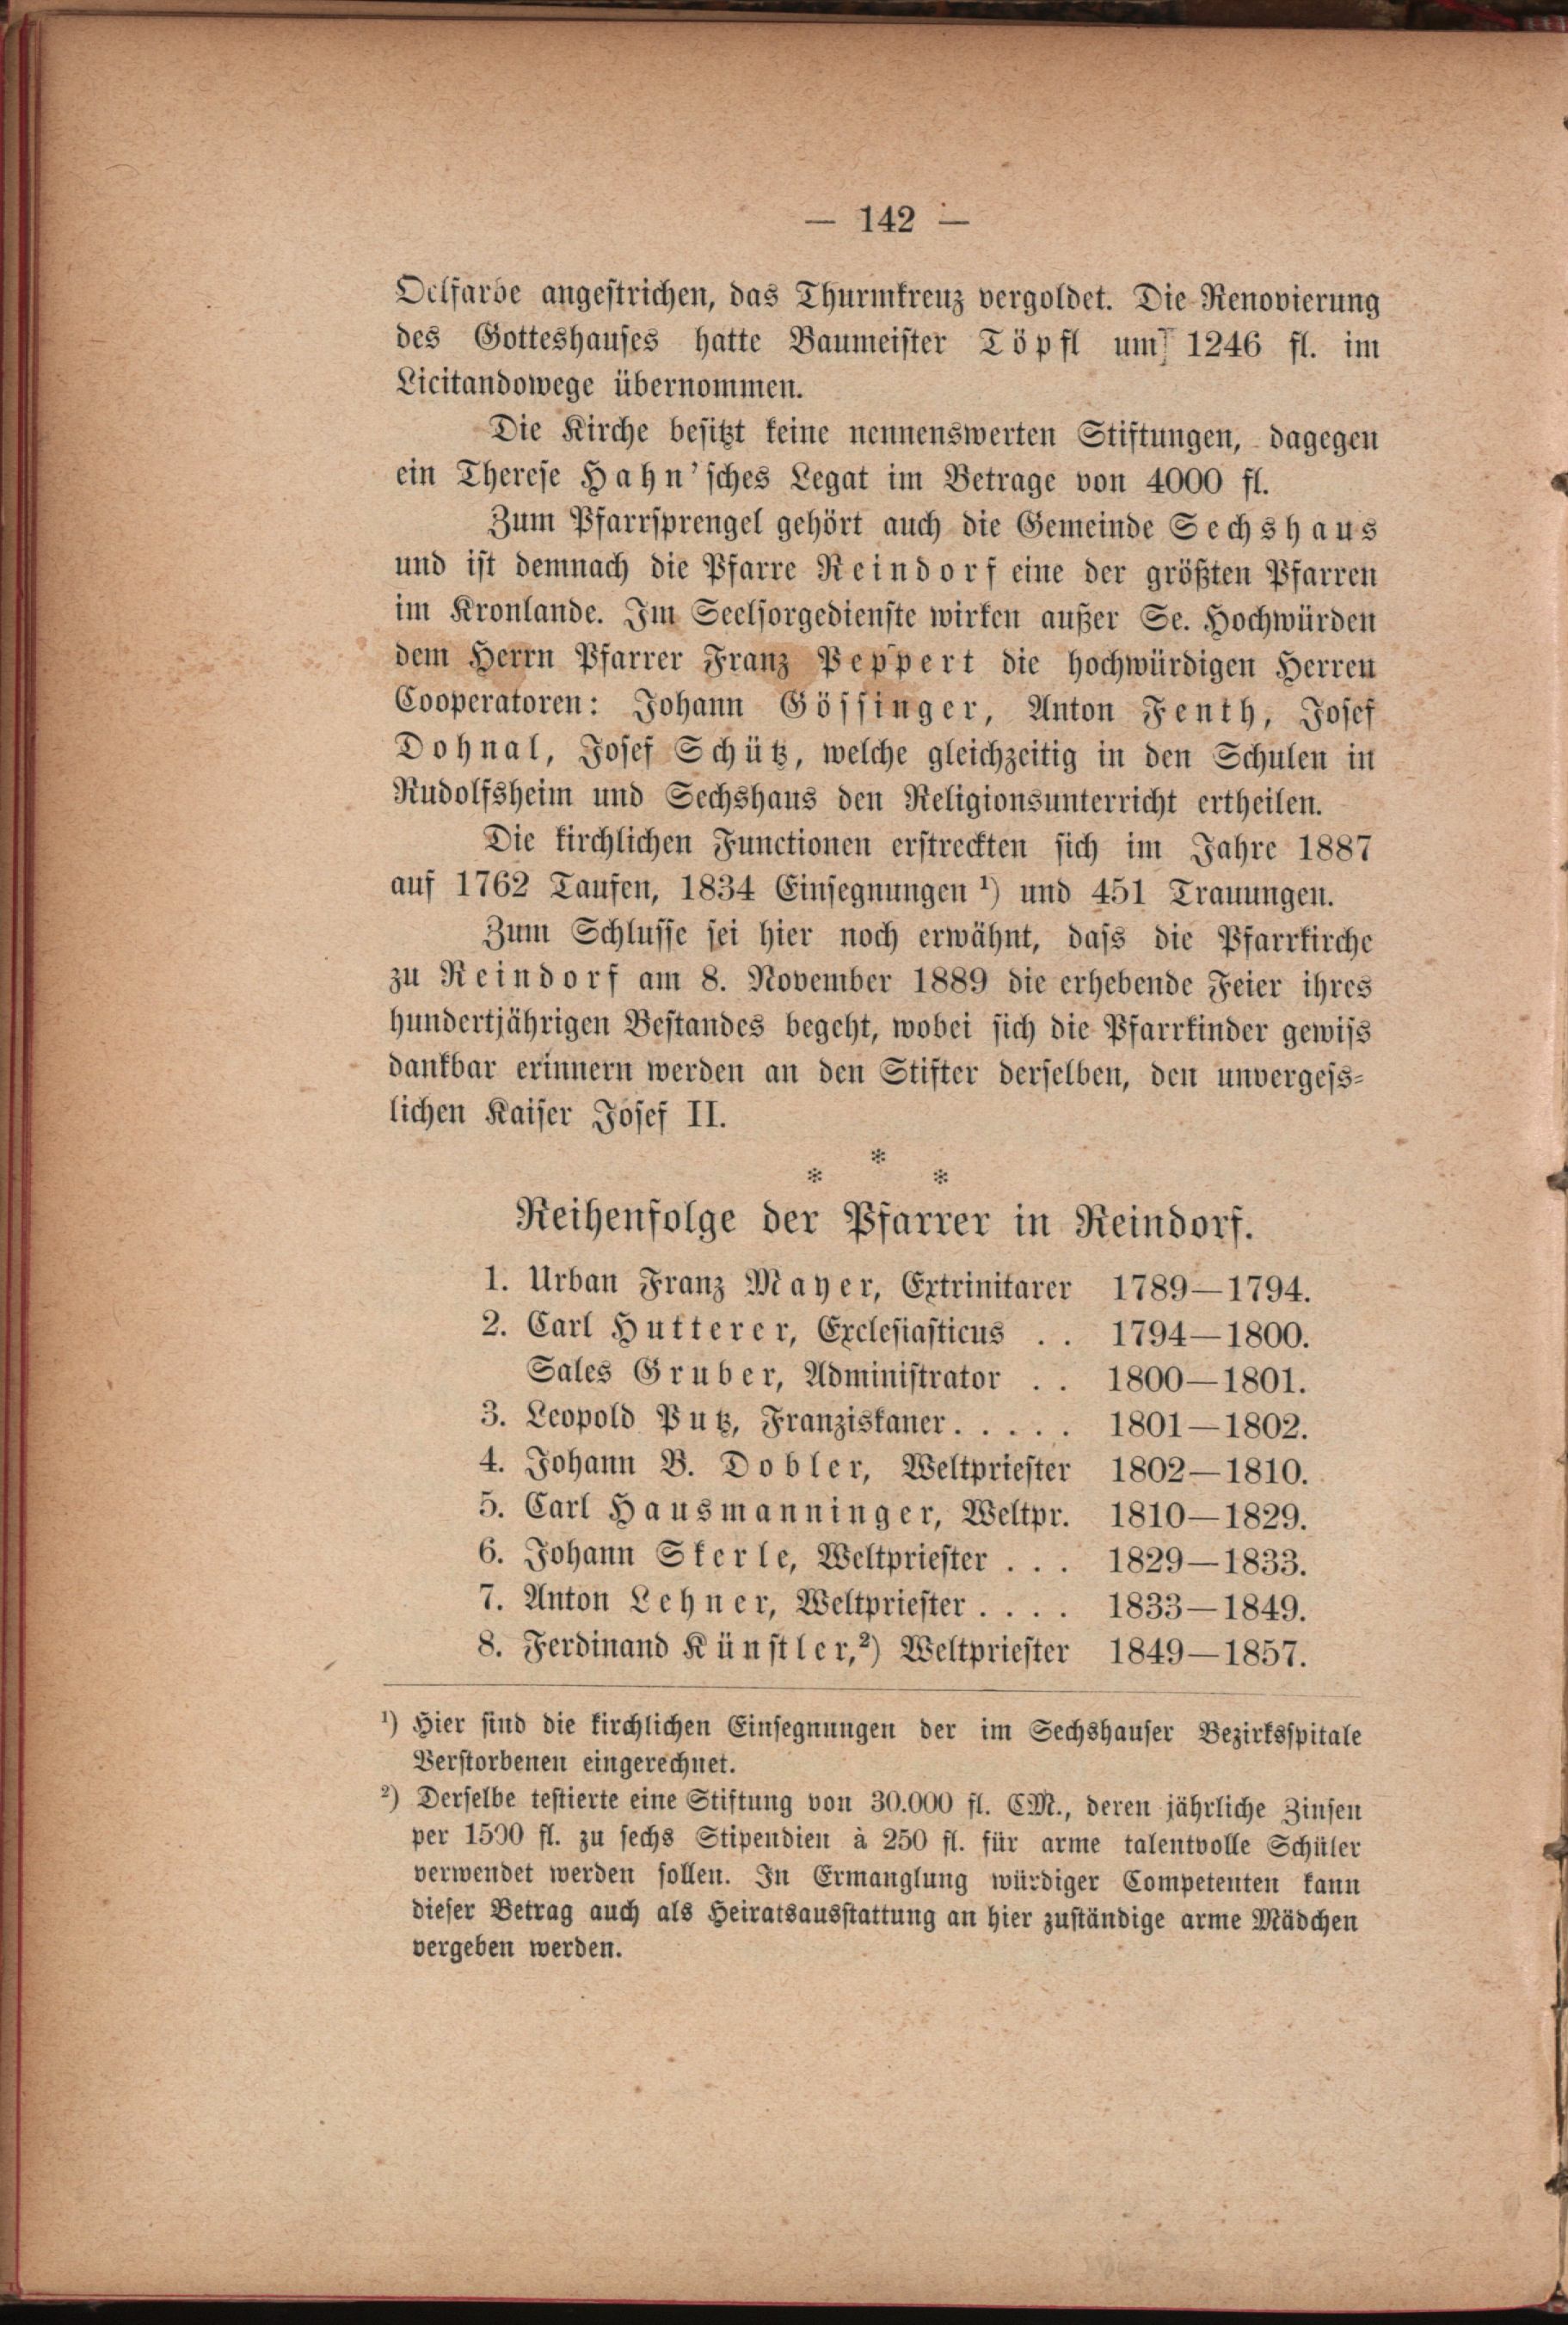 — 142 —
Oelfarbe angestrichen, das Thurmkreuz vergoldet. Die Renovierung
des Gotteshauses hatte Baumeister Töpfl um 1246 fl. im
Licitandowege übernommen.
Die Kirche besitzt keine nennenswerten Stiftungen, dagegen
ein Therese Hahn'sches Legat im Betrage von 4000 fl.
Zum Pfarrsprengel gehört auch die Gemeinde Sechshaus
und ist demnach die Pfarre Reindorf eine der größten Pfarren
im Kronlande. Im Seelsorgedienste wirken außer Se. Hochwürden
dem Herrn Pfarrer Franz Peppert die hochwürdigen Herren
Cooperatoren: Johann Gössinger, Anton Fenth, Josef
Dohnal, Josef Schütz, welche gleichzeitig in den Schulen in
Rudolfsheim und Sechshaus den Religionsunterricht ertheilen.
Die kirchlichen Functionen erstreckten sich im Jahre 1887
auf 1762 Taufen, 1834 Einsegnungen ¹) und 451 Trauungen.
Zum Schlusse sei hier noch erwähnt, dass die Pfarrkirche
zu Reindorf am 8. November 1889 die erhebende Feier ihres
hundertjährigen Bestandes begeht, wobei sich die Pfarrkinder gewiss
dankbar erinnern werden an den Stifter derselben, den unvergess-
lichen Kaiser Josef II.
* * *
Reihenfolge der Pfarrer in Reindorf.
1. Urban Franz Mayer, Extrinitarer 1789—1794.
2. Carl Hutterer, Exclesiasticus . . 1794—1800.
Sales Gruber, Administrator . . 1800—1801.
3. Leopold Putz, Franziskaner. . . . . 1801—1802.
4. Johann B. Dobler, Weltpriester 1802—1810.
5. Carl Hausmanninger, Weltpr. 1810—1829.
6. Johann Skerle, Weltpriester . . . 1829—1833.
7. Anton Lehner, Weltpriester . . . . 1833—1849.
8. Ferdinand Künstler,²) Weltpriester 1849—1857.
¹) Hier sind die kirchlichen Einsegnungen der im Sechshauser Bezirksspitale
Verstorbenen eingerechnet.
²) Derselbe testierte eine Stiftung von 30.000 fl. CM., deren jährliche Zinsen
per 1500 fl. zu sechs Stipendien à 250 fl. für arme talentvolle Schüler
verwendet werden sollen. In Ermanglung würdiger Competenten kann
dieser Betrag auch als Heiratsausstattung an hier zuständige arme Mädchen
vergeben werden.